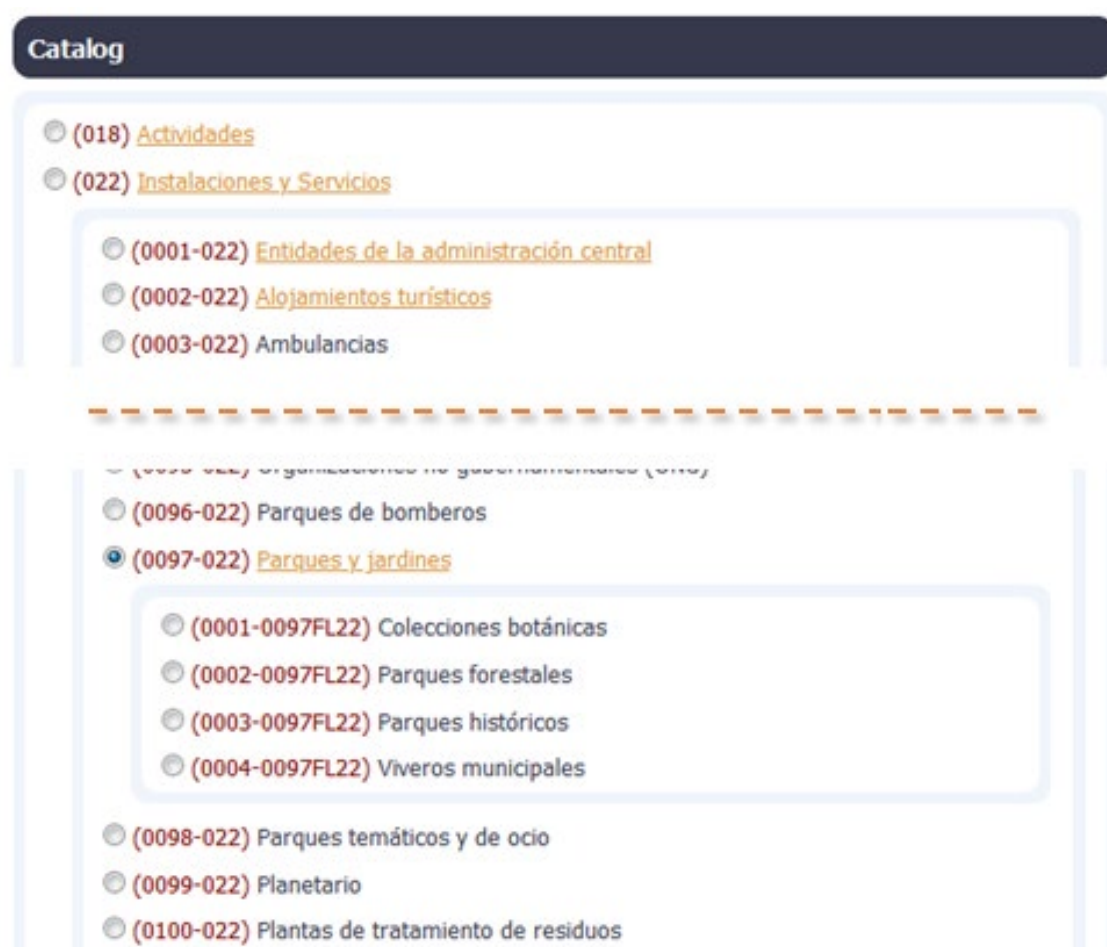 Catalog
(018) Actividades
(022) Instalaciones y Servicios
(0001-022) Entidades de la administración central
(0002-022) Alojamientos turísticos
(0003-022) Ambulancias
Organizaciones no gubernamentales
(0096-022) Parques de bomberos
(0097-022) Parques y jardines
(0001-0097FL22) Colecciones botánicas
(0002-0097FL22) Parques forestales
(0003-0097FL22) Parques históricos
(0004-0097FL22) Viveros municipales
(0098-022) Parques temáticos y de ocio
(0099-022) Planetario
(0100-022) Plantas de tratamiento de residuos